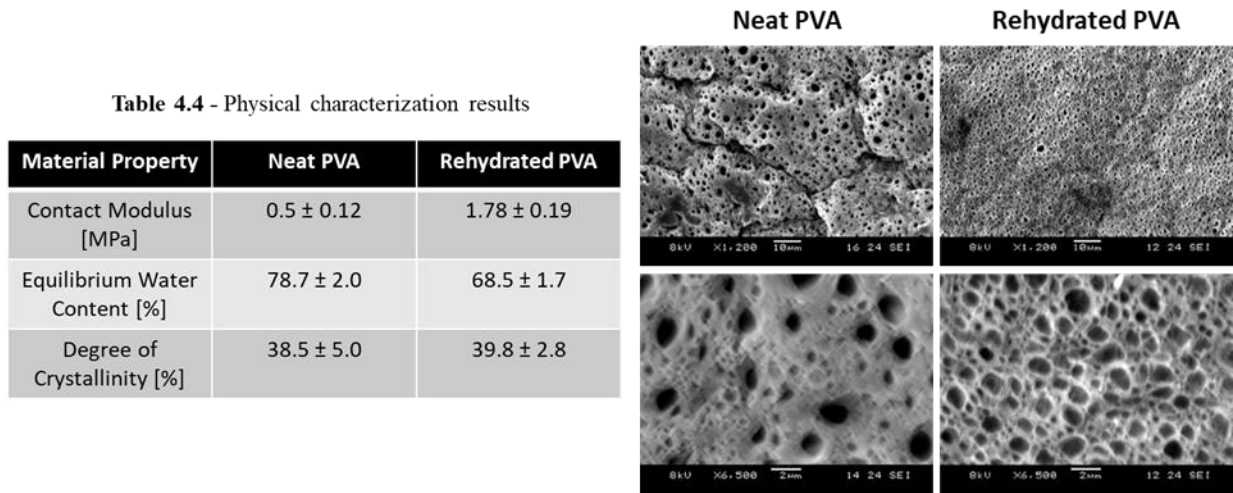 Table 4.4 - Physical characterization results
Material Property Neat PVA Rehydrated PVA
Contact Modulus
[MPa] 0.5 ± 0.12 1.78 ± 0.19
Equilibrium Water
Content [%] 78.7 ± 2.0 68.5 ± 1.7
Degree of
Crystallinity [%] 38.5 ± 5.0 39.8 ± 2.8
Neat PVA Rehydrated PVA
8kV X1,200 10µm 16 24 SEI
8kV X1,200 10µm 12 24 SEI
8kV X6,500 2µm 14 24 SEI
8kV X6,500 2µm 12 24 SEI